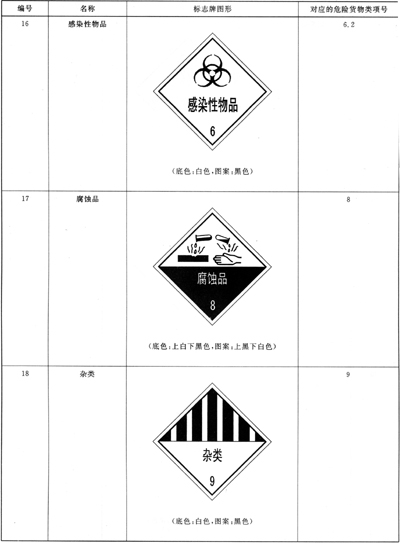 编号 名称 标志牌图形 对应的危险货物类项号
16 感染性物品 6.2
感染性物品
6
(底色:白色,图案:黑色)
17 腐蚀品 8
腐蚀品
8
(底色:上白下黑色,图案:上黑下白色)
18 杂类 9
杂类
9
(底色:白色,图案:黑色)